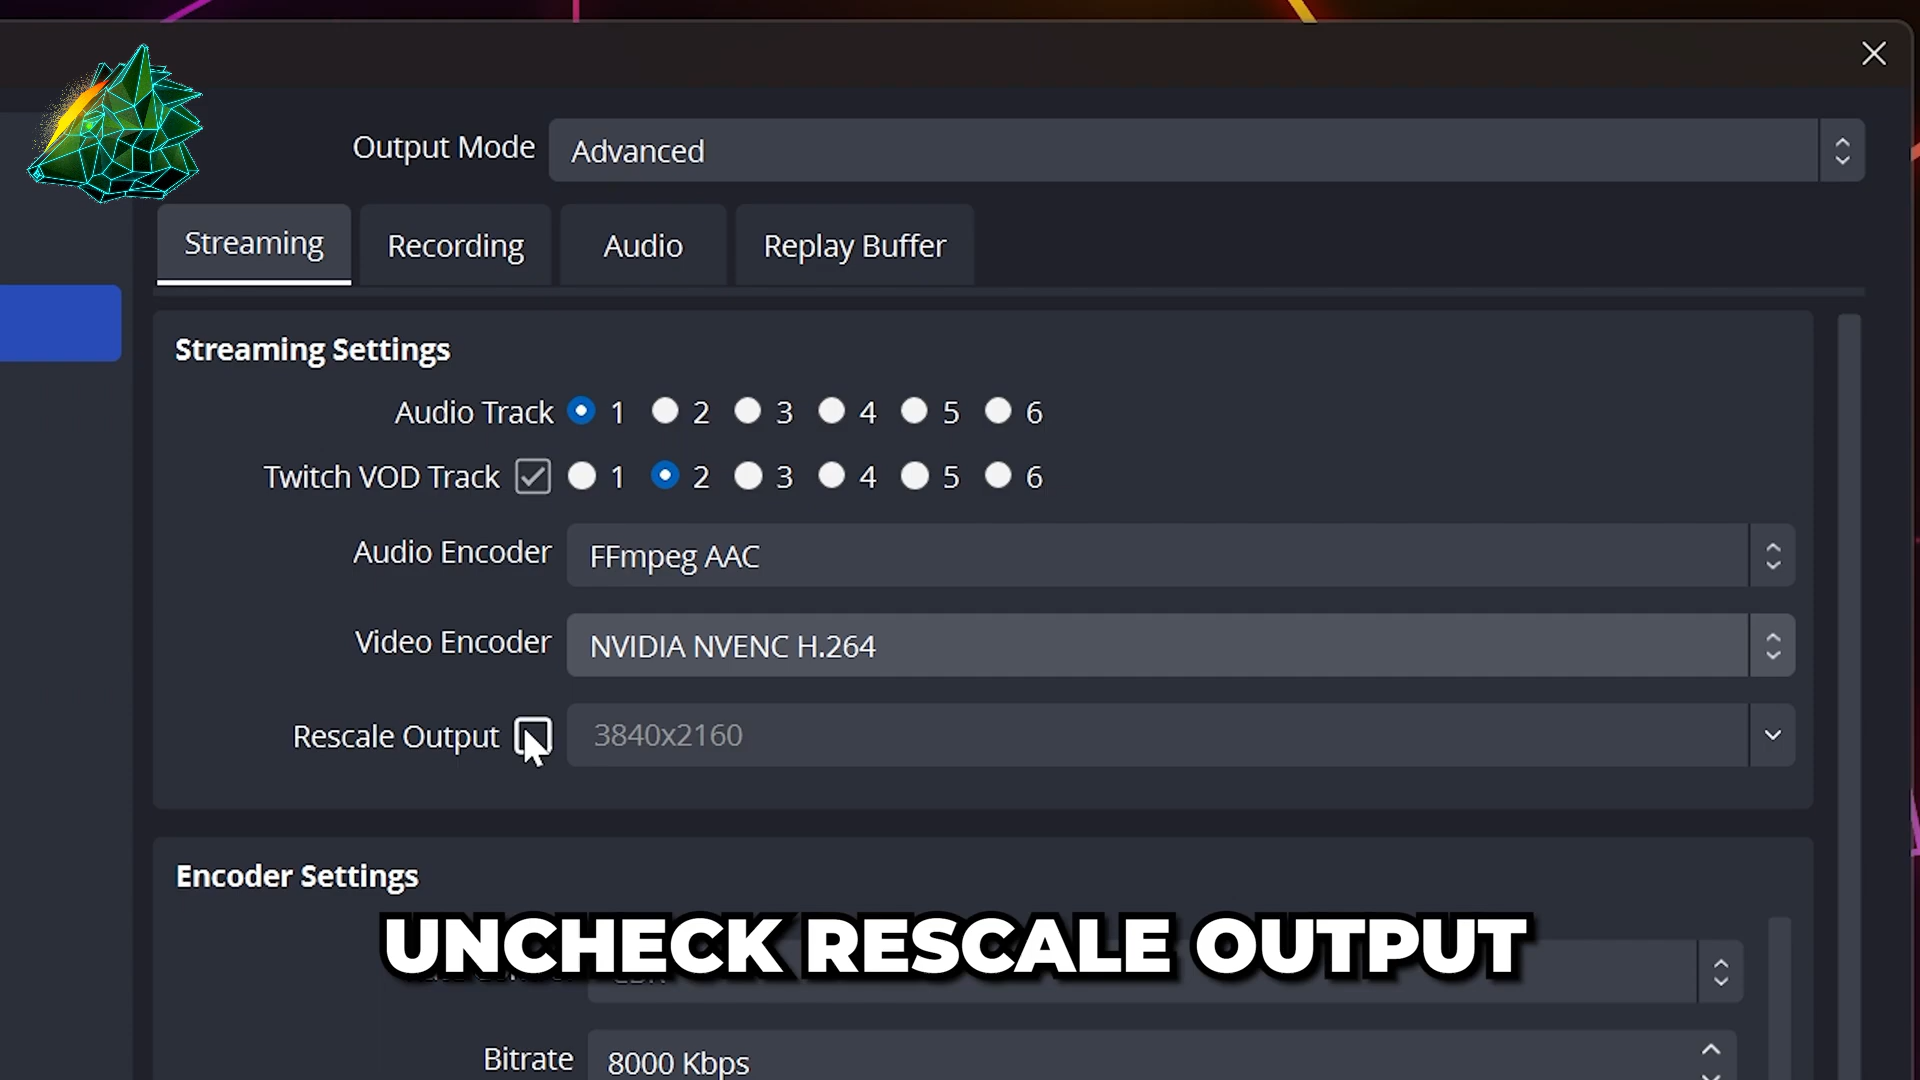 Output Mode Advanced
Streaming Recording Audio Replay Buffer
Streaming Settings
Audio Track 1 2 3 4 5 6
Twitch VOD Track 1 2 3 4 5 6
Audio Encoder FFmpeg AAC
Video Encoder NVIDIA NVENC H.264
Rescale Output 3840x2160
Encoder Settings
UNCHECK RESCALE OUTPUT
Bitrate 8000 Kbps